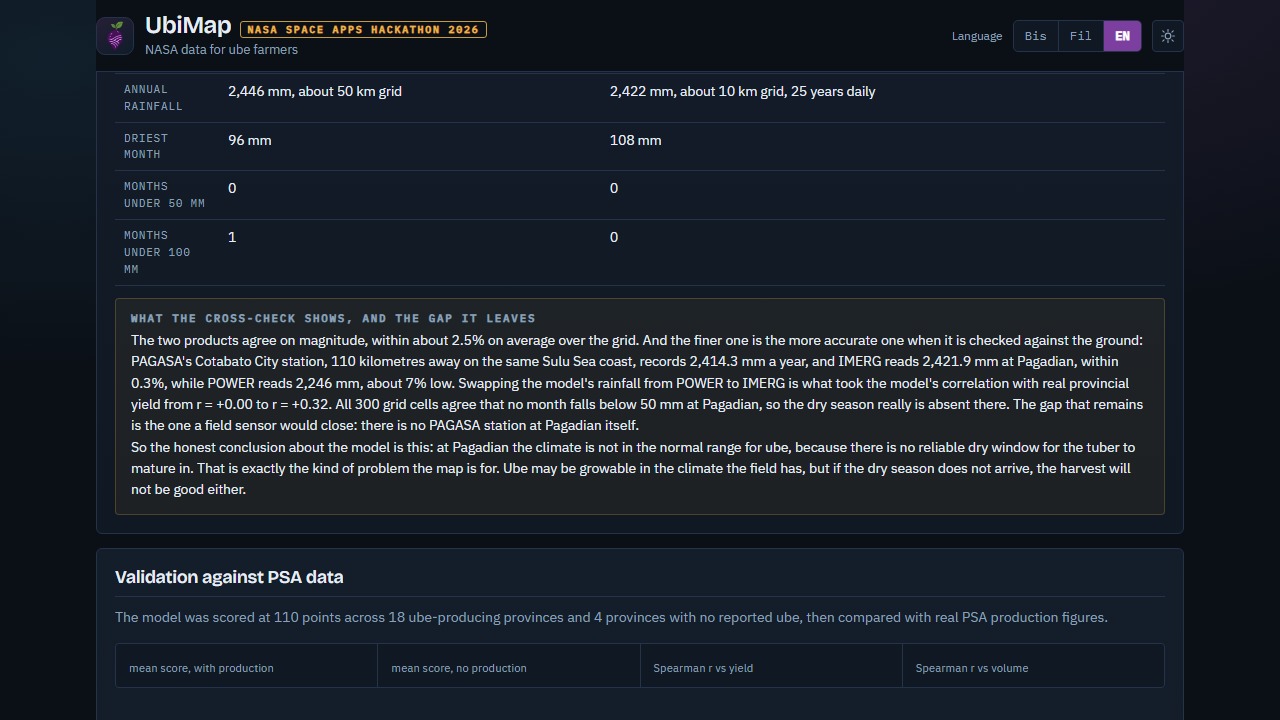 UbiMap NASA SPACE APPS HACKATHON 2026
NASA data for ube farmers
Language Bis Fil EN
ANNUAL RAINFALL 2,446 mm, about 50 km grid 2,422 mm, about 10 km grid, 25 years daily
DRIEST MONTH 96 mm 108 mm
MONTHS UNDER 50 MM 0 0
MONTHS UNDER 100 MM 1 0
WHAT THE CROSS-CHECK SHOWS, AND THE GAP IT LEAVES
The two products agree on magnitude, within about 2.5% on average over the grid. And the finer one is the more accurate one when it is checked against the ground:
PAGASA's Cotabato City station, 110 kilometres away on the same Sulu Sea coast, records 2,414.3 mm a year, and IMERG reads 2,421.9 mm at Pagadian, within
0.3%, while POWER reads 2,246 mm, about 7% low. Swapping the model's rainfall from POWER to IMERG is what took the model's correlation with real provincial
yield from r = +0.00 to r = +0.32. All 300 grid cells agree that no month falls below 50 mm at Pagadian, so the dry season really is absent there. The gap that remains
is the one a field sensor would close: there is no PAGASA station at Pagadian itself.
So the honest conclusion about the model is this: at Pagadian the climate is not in the normal range for ube, because there is no reliable dry window for the tuber to
mature in. That is exactly the kind of problem the map is for. Ube may be growable in the climate the field has, but if the dry season does not arrive, the harvest will
not be good either.
Validation against PSA data
The model was scored at 110 points across 18 ube-producing provinces and 4 provinces with no reported ube, then compared with real PSA production figures.
mean score, with production mean score, no production Spearman r vs yield Spearman r vs volume